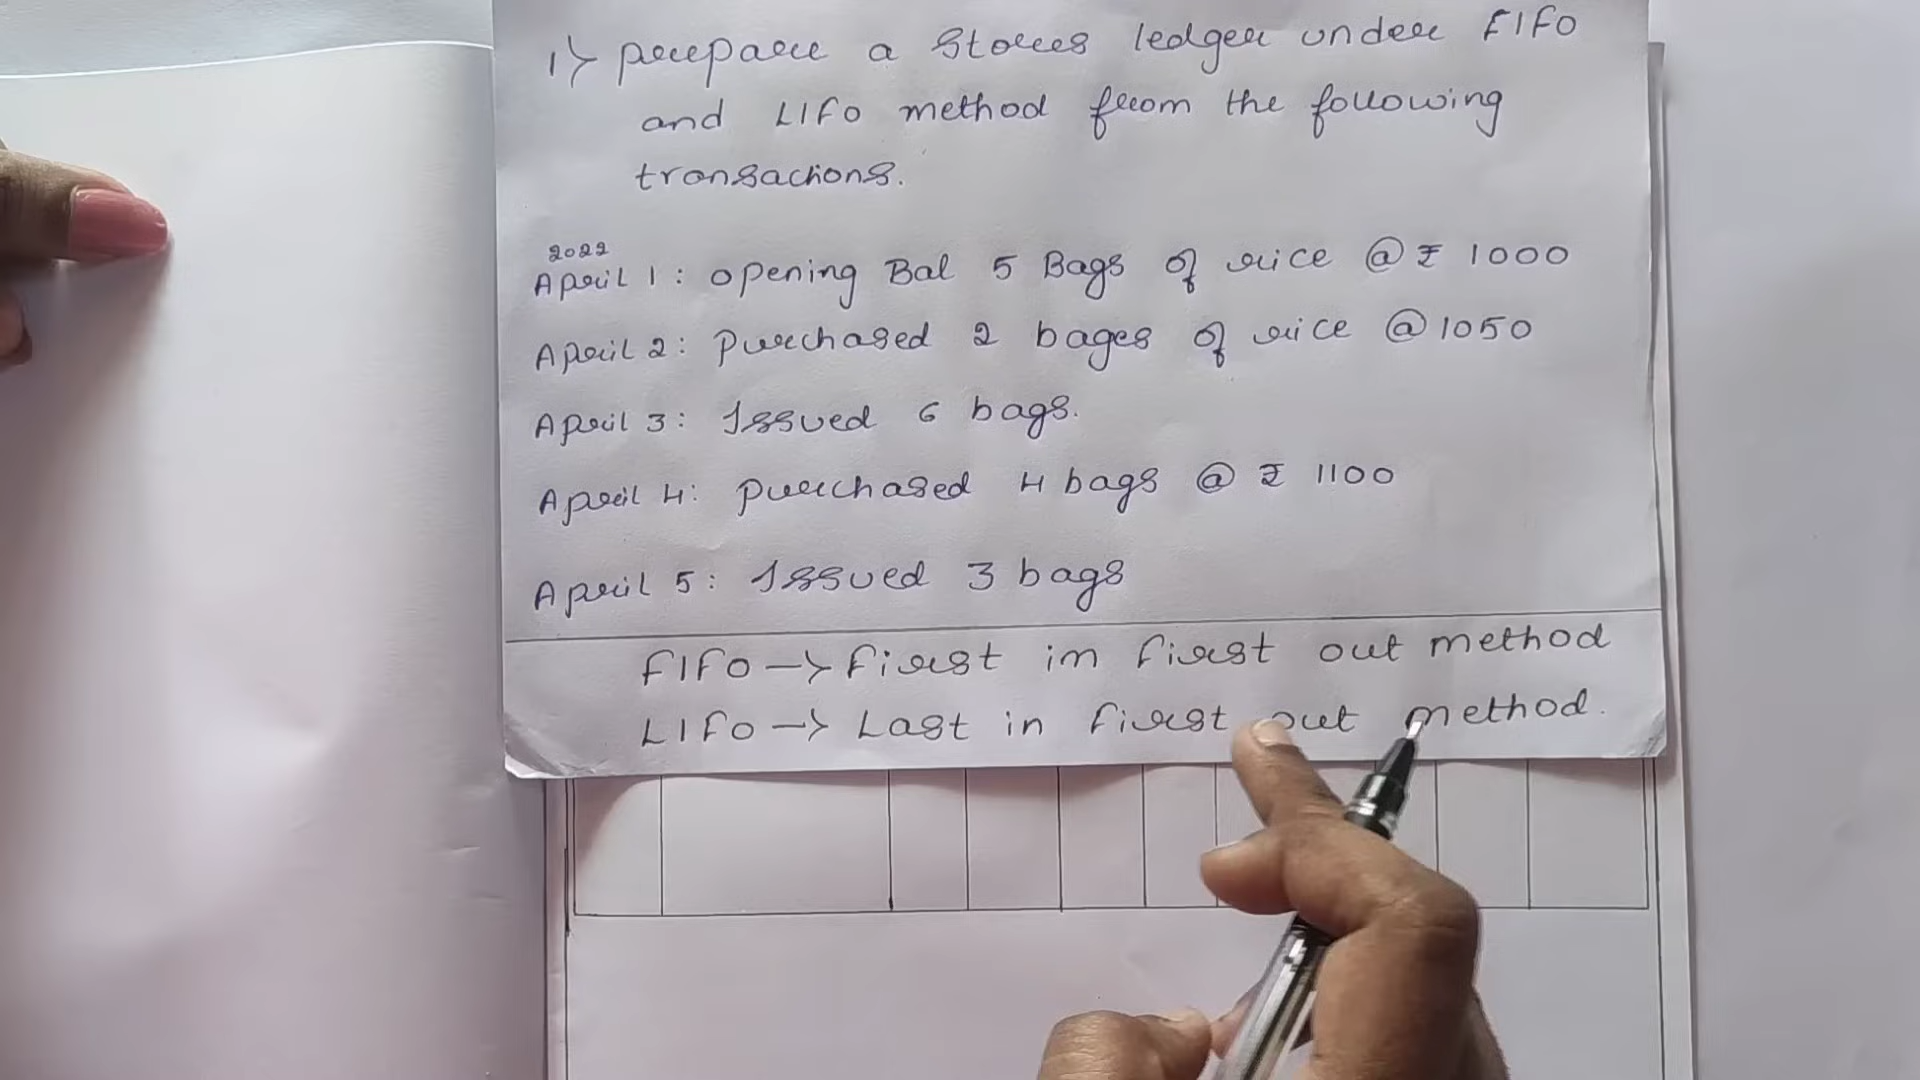 1) prepare a stores ledger under FIFO
and LIFO method from the following
transactions.
2022
April 1: opening Bal 5 Bags of rice @ ₹ 1000
April 2: purchased 2 bages of rice @ 1050
April 3: Issued 6 bags.
April 4: purchased 4 bags @ ₹ 1100
April 5: Issued 3 bags
FIFO -> First in first out method
LIFO -> Last in first out method.